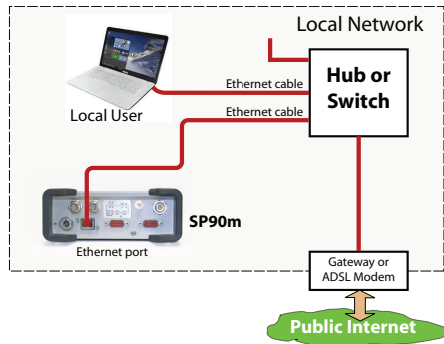 Local Network
Hub or
Switch
Ethernet cable
Local User
Ethernet cable
SP90m
Ethernet port
Gateway or
ADSL Modem
Public Internet